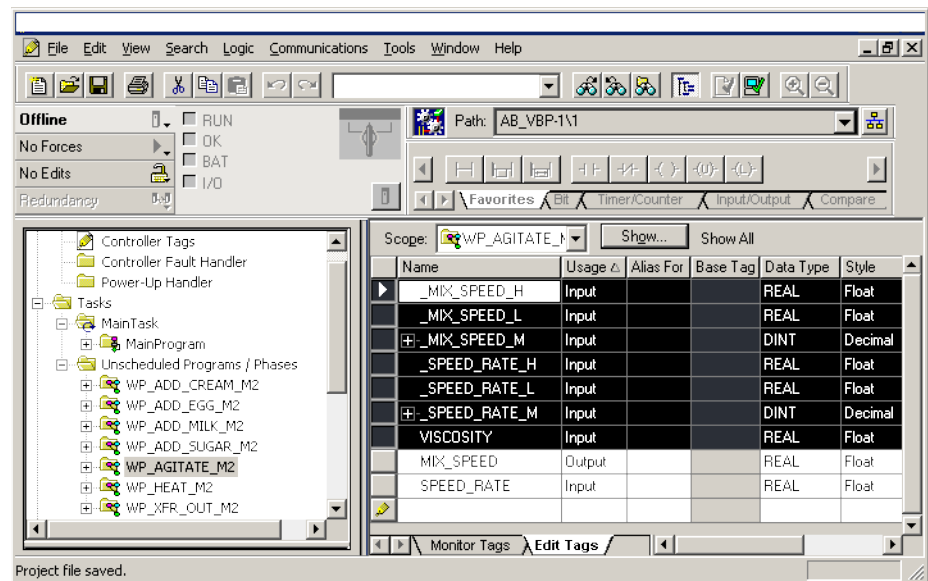 File Edit View Search Logic Communications Tools Window Help
Offline
RUN
No Forces
OK
No Edits
BAT
Redundancy
I/O
Path: AB_VBP-1\1
Favorites Bit Timer/Counter Input/Output Compare
Controller Tags
Controller Fault Handler
Power-Up Handler
Tasks
MainTask
MainProgram
Unscheduled Programs / Phases
WP_ADD_CREAM_M2
WP_ADD_EGG_M2
WP_ADD_MILK_M2
WP_ADD_SUGAR_M2
WP_AGITATE_M2
WP_HEAT_M2
WP_XFR_OUT_M2
Scope: WP_AGITATE_M Show... Show All
Name Usage Alias For Base Tag Data Type Style
_MIX_SPEED_H Input REAL Float
_MIX_SPEED_L Input REAL Float
_MIX_SPEED_M Input DINT Decimal
_SPEED_RATE_H Input REAL Float
_SPEED_RATE_L Input REAL Float
_SPEED_RATE_M Input DINT Decimal
VISCOSITY Input REAL Float
MIX_SPEED Output REAL Float
SPEED_RATE Input REAL Float
Monitor Tags Edit Tags
Project file saved.